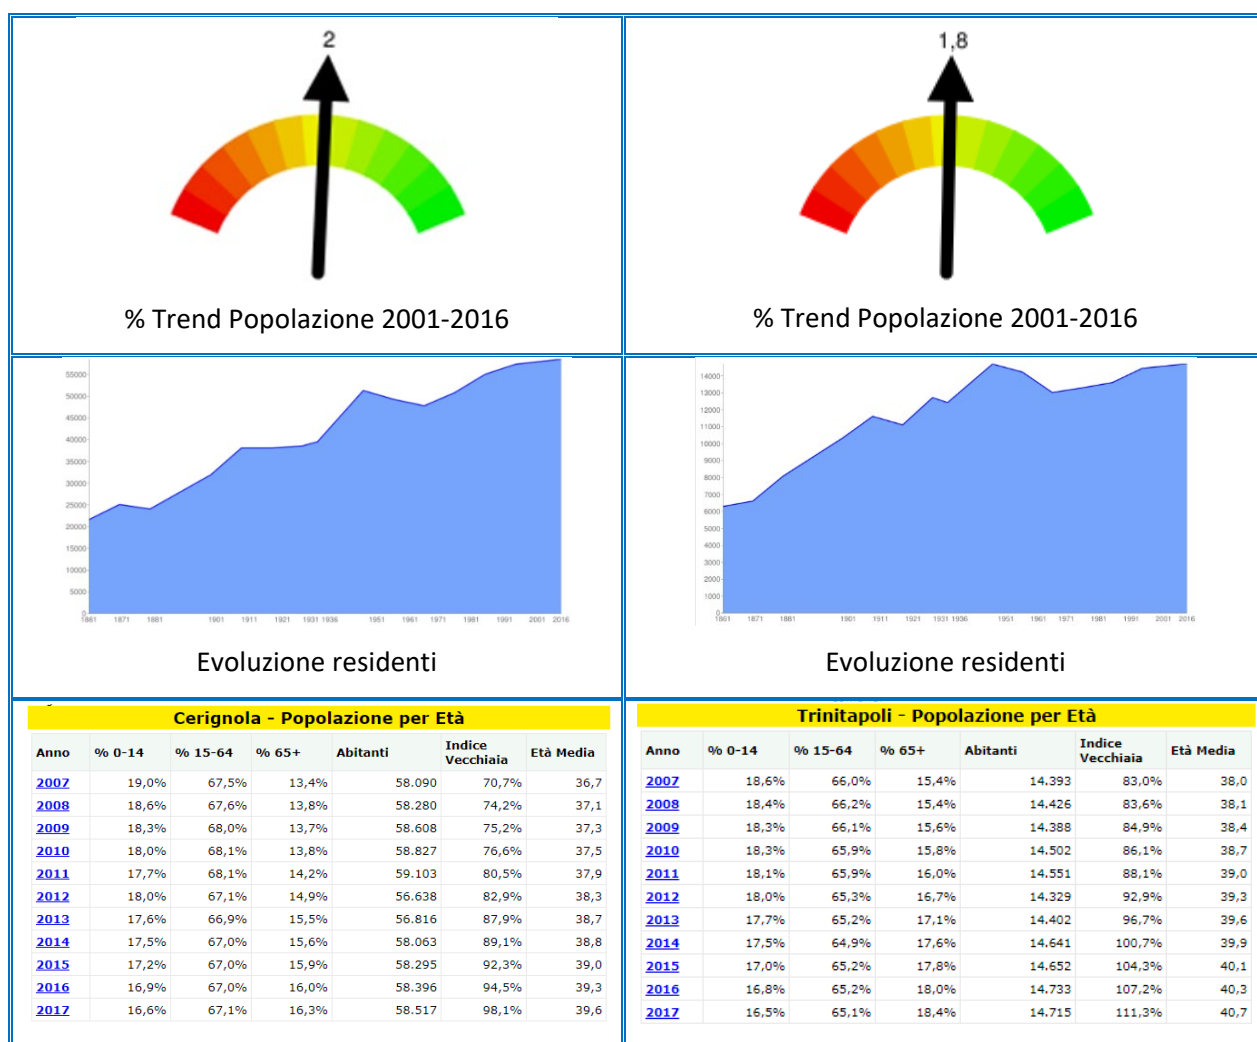 2
% Trend Popolazione 2001-2016
1,8
% Trend Popolazione 2001-2016
55000
50000
45000
40000
35000
30000
25000
20000
15000
10000
5000
0
1861 1871 1881 1901 1911 1921 1931 1936 1951 1961 1971 1981 1991 2001 2016
Evoluzione residenti
14000
13000
12000
11000
10000
9000
8000
7000
6000
5000
4000
3000
2000
1000
0
1861 1871 1881 1901 1911 1921 1931 1936 1951 1961 1971 1981 1991 2001 2016
Evoluzione residenti
Cerignola - Popolazione per Età
Anno % 0-14 % 15-64 % 65+ Abitanti Indice Vecchiaia Età Media
2007 19,0% 67,5% 13,4% 58.090 70,7% 36,7
2008 18,6% 67,6% 13,8% 58.280 74,2% 37,1
2009 18,3% 68,0% 13,7% 58.608 75,2% 37,3
2010 18,0% 68,1% 13,8% 58.827 76,6% 37,5
2011 17,7% 68,1% 14,2% 59.103 80,5% 37,9
2012 18,0% 67,1% 14,9% 56.638 82,9% 38,3
2013 17,6% 66,9% 15,5% 56.816 87,9% 38,7
2014 17,5% 67,0% 15,6% 58.063 89,1% 38,8
2015 17,2% 67,0% 15,9% 58.295 92,3% 39,0
2016 16,9% 67,0% 16,0% 58.396 94,5% 39,3
2017 16,6% 67,1% 16,3% 58.517 98,1% 39,6
Trinitapoli - Popolazione per Età
Anno % 0-14 % 15-64 % 65+ Abitanti Indice Vecchiaia Età Media
2007 18,6% 66,0% 15,4% 14.393 83,0% 38,0
2008 18,4% 66,2% 15,4% 14.426 83,6% 38,1
2009 18,3% 66,1% 15,6% 14.388 84,9% 38,4
2010 18,3% 65,9% 15,8% 14.502 86,1% 38,7
2011 18,1% 65,9% 16,0% 14.551 88,1% 39,0
2012 18,0% 65,3% 16,7% 14.329 92,9% 39,3
2013 17,7% 65,2% 17,1% 14.402 96,7% 39,6
2014 17,5% 64,9% 17,6% 14.641 100,7% 39,9
2015 17,0% 65,2% 17,8% 14.652 104,3% 40,1
2016 16,8% 65,2% 18,0% 14.733 107,2% 40,3
2017 16,5% 65,1% 18,4% 14.715 111,3% 40,7